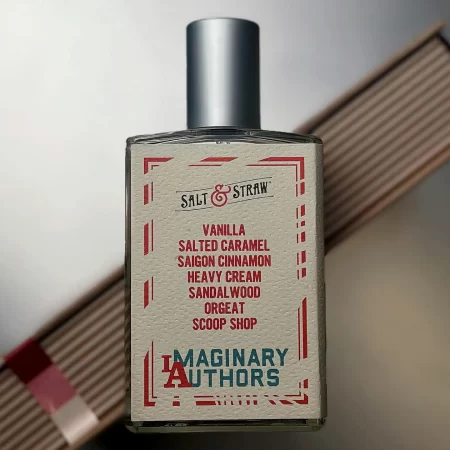 SALT & STRAW
VANILLA
SALTED CARAMEL
SAIGON CINNAMON
HEAVY CREAM
SANDALWOOD
ORGEAT
SCOOP SHOP
IMAGINARY
AUTHORS